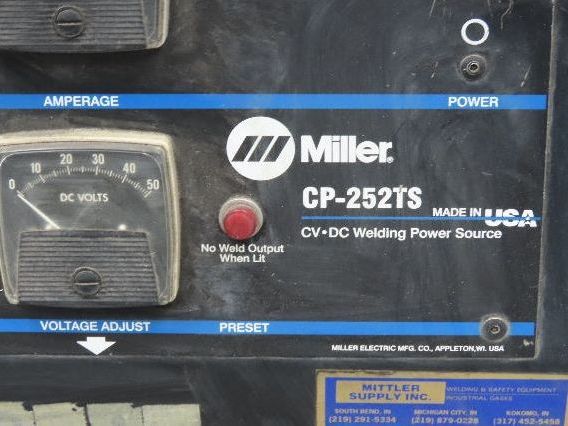 AMPERAGE
POWER
Miller®
0 10 20 30 40 50
DC VOLTS
CP-252TS
MADE IN USA
No Weld Output
When Lit
CV•DC Welding Power Source
VOLTAGE ADJUST
PRESET
MILLER ELECTRIC MFG. CO., APPLETON, WI. USA
MITTLER
SUPPLY INC.
WELDING & SAFETY EQUIPMENT
INDUSTRIAL GASES
SOUTH BEND, IN
(219) 291-5334
MICHIGAN CITY, IN
(219) 879-0228
KOKOMO, IN
(317) 452-5458